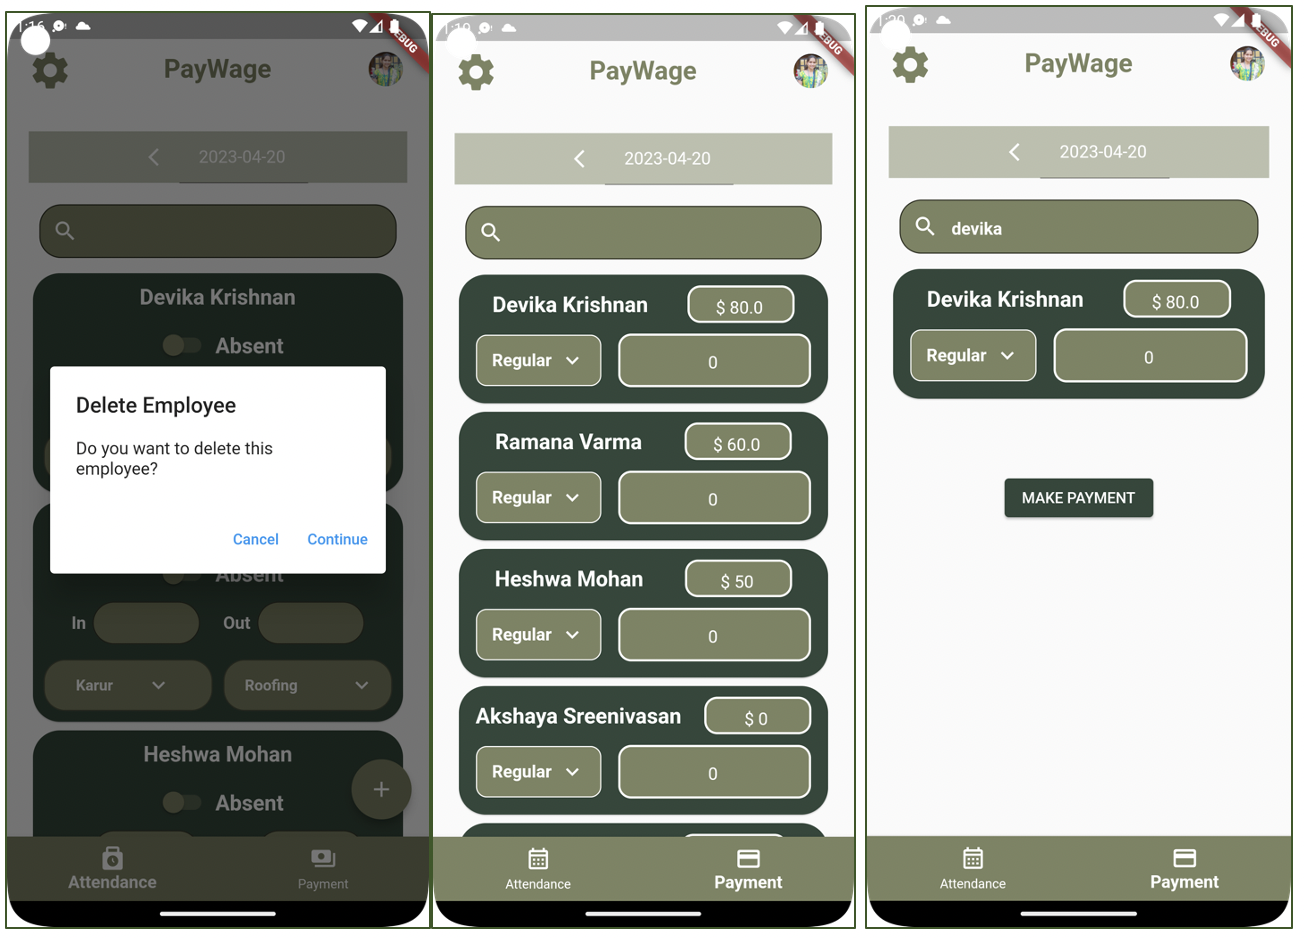 1:16
DEBUG
PayWage
2023-04-20
Devika Krishnan
Absent
Delete Employee
Do you want to delete this
employee?
Cancel
Continue
Absent
In
Out
Karur
Roofing
Heshwa Mohan
Absent
+
Attendance
Payment
DEBUG
PayWage
2023-04-20
Devika Krishnan
$ 80.0
Regular
0
Ramana Varma
$ 60.0
Regular
0
Heshwa Mohan
$ 50
Regular
0
Akshaya Sreenivasan
$ 0
Regular
0
Attendance
Payment
DEBUG
PayWage
2023-04-20
devika
Devika Krishnan
$ 80.0
Regular
0
MAKE PAYMENT
Attendance
Payment